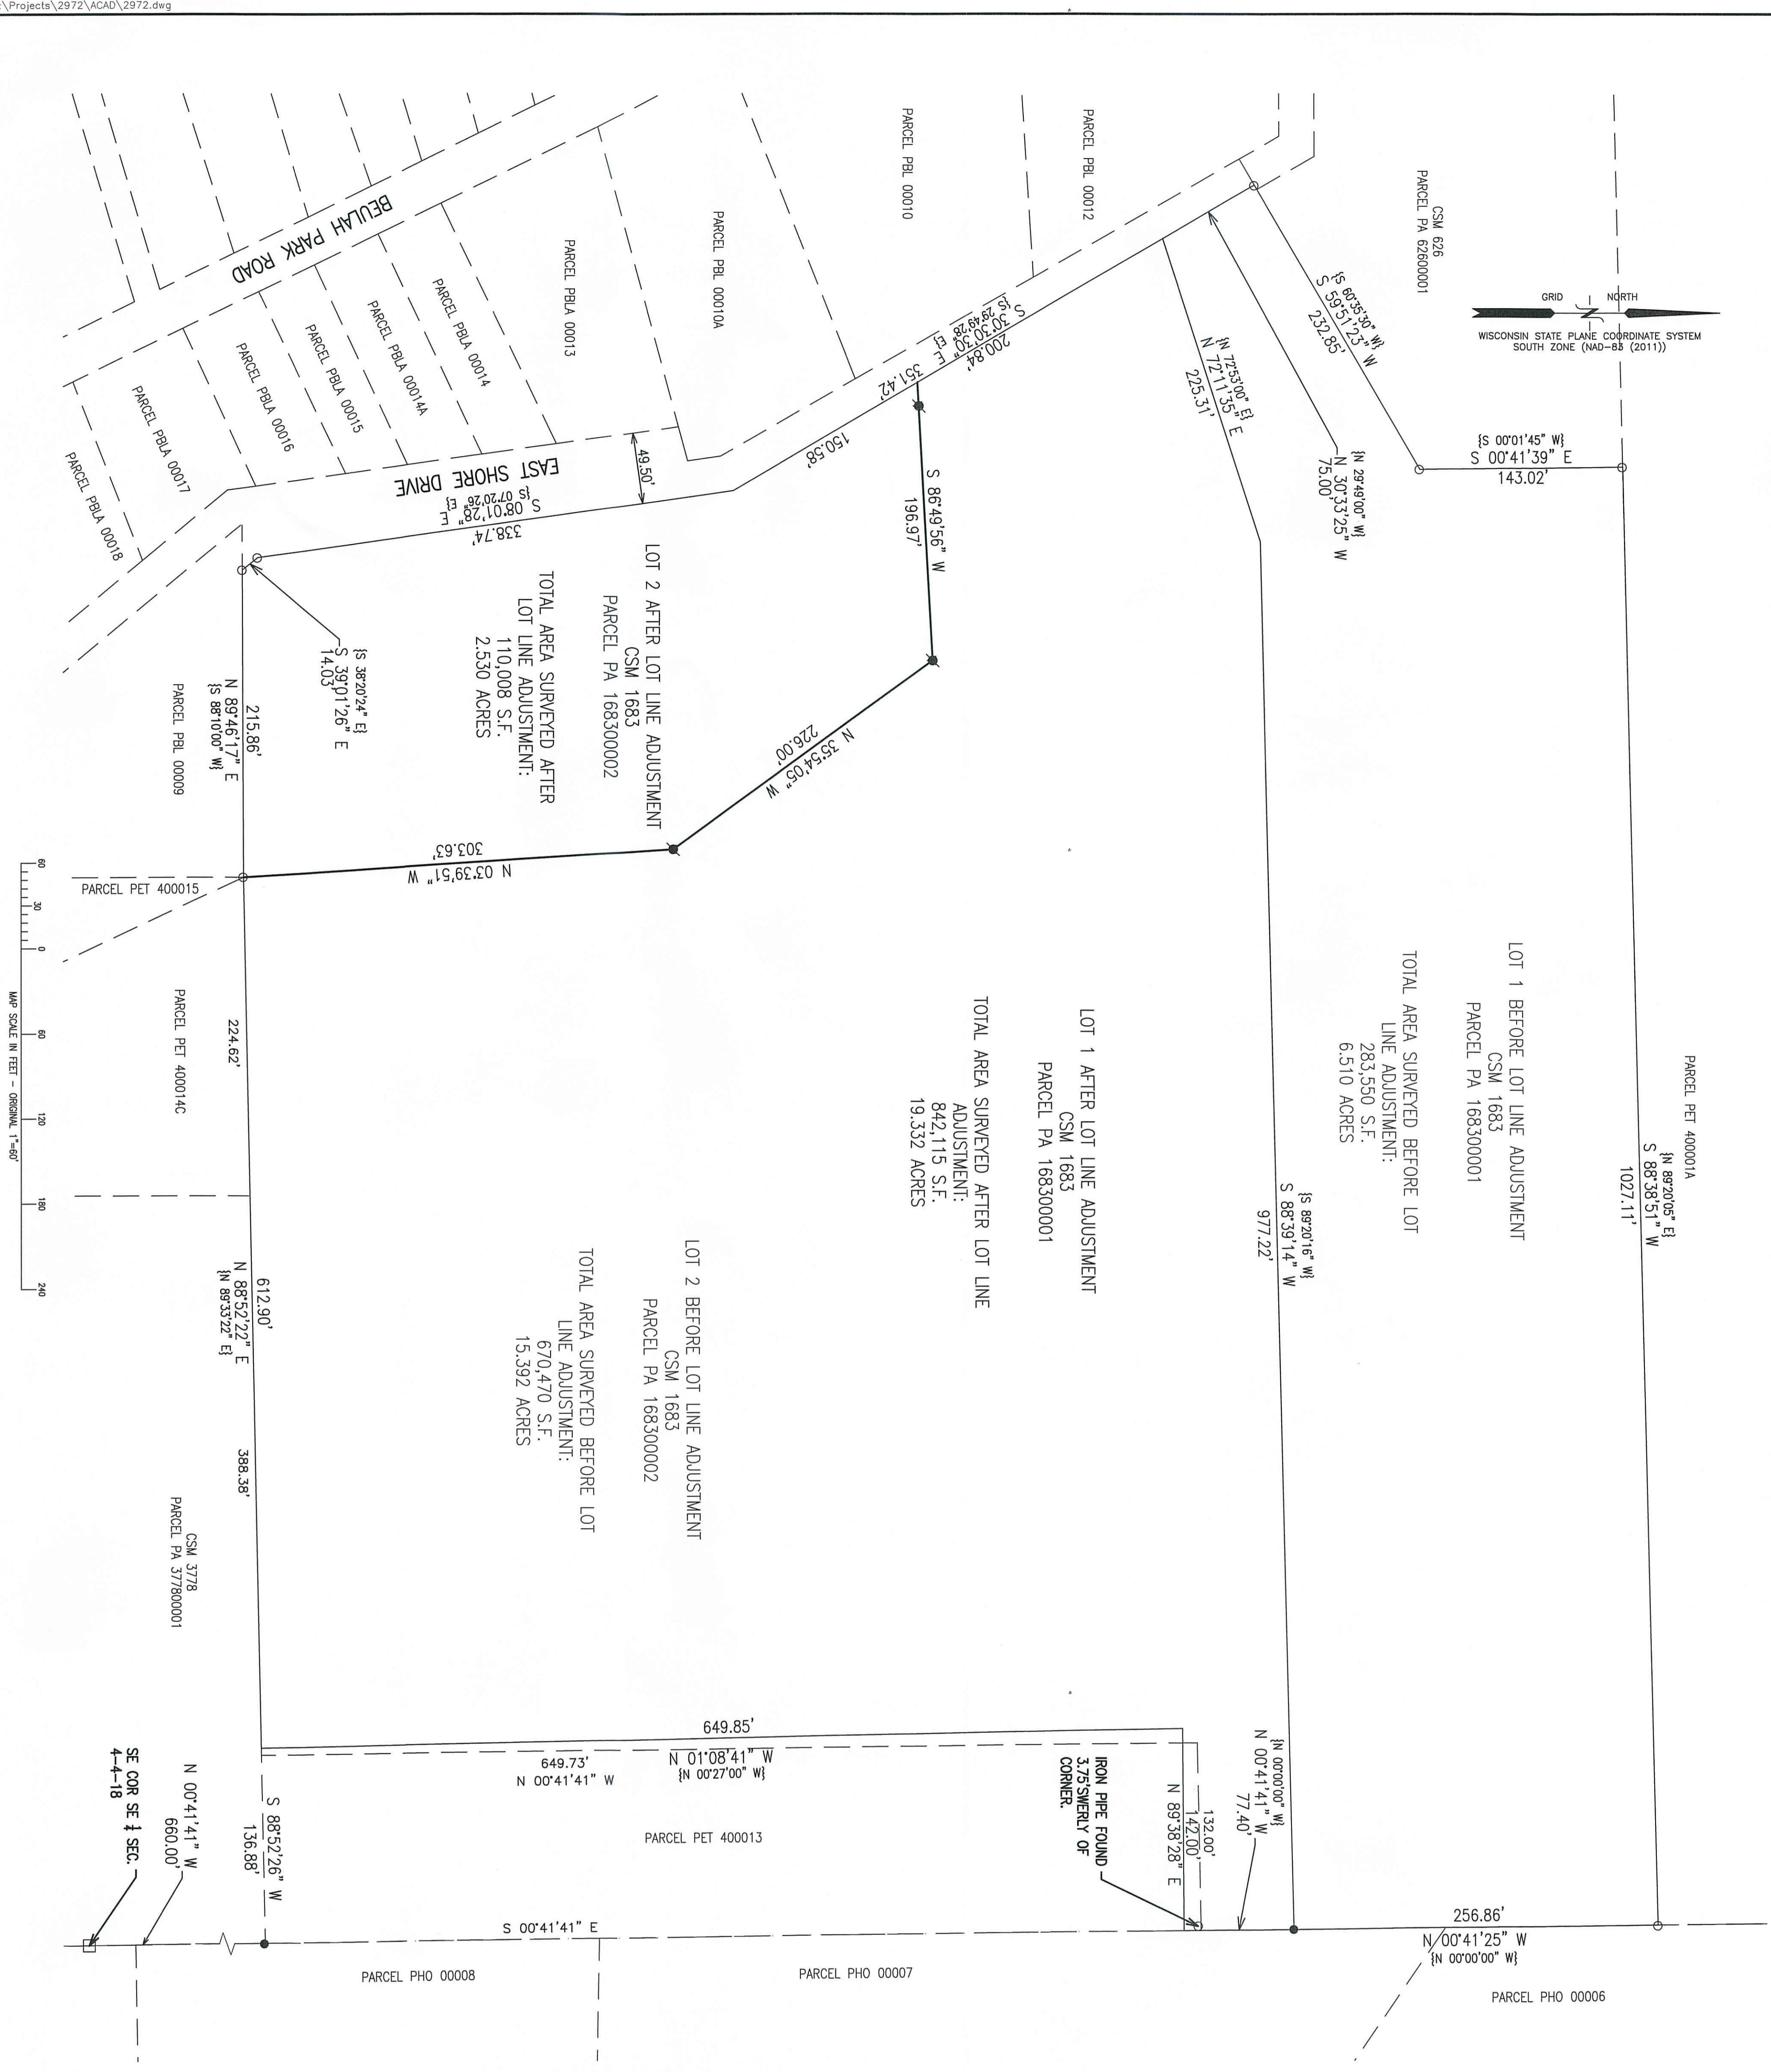 :\Projects\2972\ACAD\2972.dwg
PARCEL PBL 00010
PARCEL PBL 00012
CSM 626
PARCEL PA 62600001
GRID NORTH
N
WISCONSIN STATE PLANE COORDINATE SYSTEM
SOUTH ZONE (NAD-83 (2011))
BEULAH PARK ROAD
PARCEL PBLA 00013
PARCEL PBL 00010A
PARCEL PBLA 00014
PARCEL PBLA 00014A
PARCEL PBLA 00015
PARCEL PBLA 00016
PARCEL PBLA 00017
PARCEL PBLA 00018
{S 60°35'30" W}
S 59°51'23" W
232.85'
{S 29°49'28" E}
S 30°30'30" E
200.84'
351.42'
150.58'
{N 72°53'00" E}
N 72°11'35" E
225.31'
{N 29°49'00" W}
N 30°33'25" W
75.00'
{S 00°01'45" W}
S 00°41'39" E
143.02'
EAST SHORE DRIVE
49.50'
{S 07°20'26" E}
S 08°01'28" E
338.74'
S 86°49'56" W
196.97'
{S 38°20'24" E}
S 39°01'26" E
14.03'
LOT 2 AFTER LOT LINE ADJUSTMENT
CSM 1683
PARCEL PA 168300002
TOTAL AREA SURVEYED AFTER
LOT LINE ADJUSTMENT:
110,008 S.F.
2.530 ACRES
N 35°54'05" W
226.00'
215.86'
N 89°46'17" E
{S 88°10'00" W}
PARCEL PBL 00009
303.63'
N 03°39'51" W
PARCEL PET 400015
PARCEL PET 400014C
224.62'
60
30
0
60
120
180
240
MAP SCALE IN FEET - ORIGINAL 1"=60'
LOT 1 BEFORE LOT LINE ADJUSTMENT
CSM 1683
PARCEL PA 168300001
TOTAL AREA SURVEYED BEFORE LOT
LINE ADJUSTMENT:
283,550 S.F.
6.510 ACRES
PARCEL PET 400001A
{N 89°20'05" E}
S 88°38'51" W
1027.11'
LOT 1 AFTER LOT LINE ADJUSTMENT
CSM 1683
PARCEL PA 168300001
TOTAL AREA SURVEYED AFTER LOT LINE
ADJUSTMENT:
842,115 S.F.
19.332 ACRES
{S 89°20'16" W}
S 88°39'14" W
977.22'
LOT 2 BEFORE LOT LINE ADJUSTMENT
CSM 1683
PARCEL PA 168300002
TOTAL AREA SURVEYED BEFORE LOT
LINE ADJUSTMENT:
670,470 S.F.
15.392 ACRES
612.90'
N 88°52'22" E
{N 89°33'22" E}
388.38'
CSM 3778
PARCEL PA 377800001
649.85'
N 01°08'41" W
{N 00°27'00" W}
649.73'
N 00°41'41" W
PARCEL PET 400013
IRON PIPE FOUND
3.75'SWERLY OF
CORNER.
132.00'
142.00'
N 89°38'28" E
{N 00°00'00" W}
N 00°41'41" W
77.40'
S 88°52'26" W
136.88'
N 00°41'41" W
660.00'
SE COR SE ¼ SEC.
4-4-18
S 00°41'41" E
256.86'
N 00°41'25" W
{N 00°00'00" W}
PARCEL PHO 00008
PARCEL PHO 00007
PARCEL PHO 00006